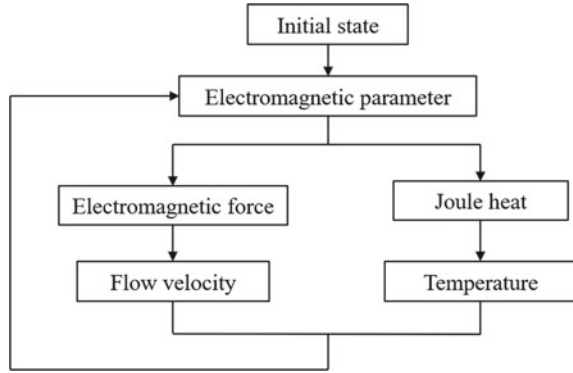 Initial state
Electromagnetic parameter
Electromagnetic force
Joule heat
Flow velocity
Temperature